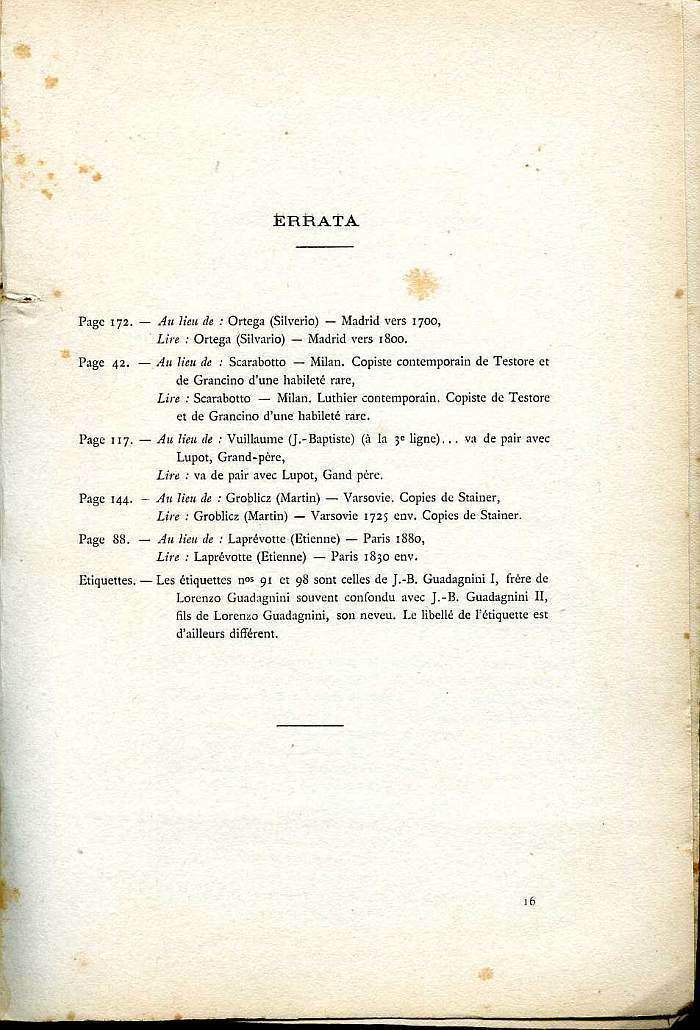 ERRATA
Page 172. — Au lieu de : Ortega (Silverio) — Madrid vers 1700,
Lire : Ortega (Silvario) — Madrid vers 1800.
Page 42. — Au lieu de : Scarabotto — Milan. Copiste contemporain de Testore et
de Grancino d'une habileté rare,
Lire : Scarabotto — Milan. Luthier contemporain. Copiste de Testore
et de Grancino d'une habileté rare.
Page 117. — Au lieu de : Vuillaume (J.-Baptiste) (à la 3e ligne)... va de pair avec
Lupot, Grand-père,
Lire : va de pair avec Lupot, Gand père.
Page 144. — Au lieu de : Groblicz (Martin) — Varsovie. Copies de Stainer,
Lire : Groblicz (Martin) — Varsovie 1725 env. Copies de Stainer.
Page 88. — Au lieu de : Laprévotte (Etienne) — Paris 1880,
Lire : Laprévotte (Etienne) — Paris 1830 env.
Etiquettes. — Les étiquettes nos 91 et 98 sont celles de J.-B. Guadagnini I, frère de
Lorenzo Guadagnini souvent confondu avec J.-B. Guadagnini II,
fils de Lorenzo Guadagnini, son neveu. Le libellé de l'étiquette est
d'ailleurs différent.
16